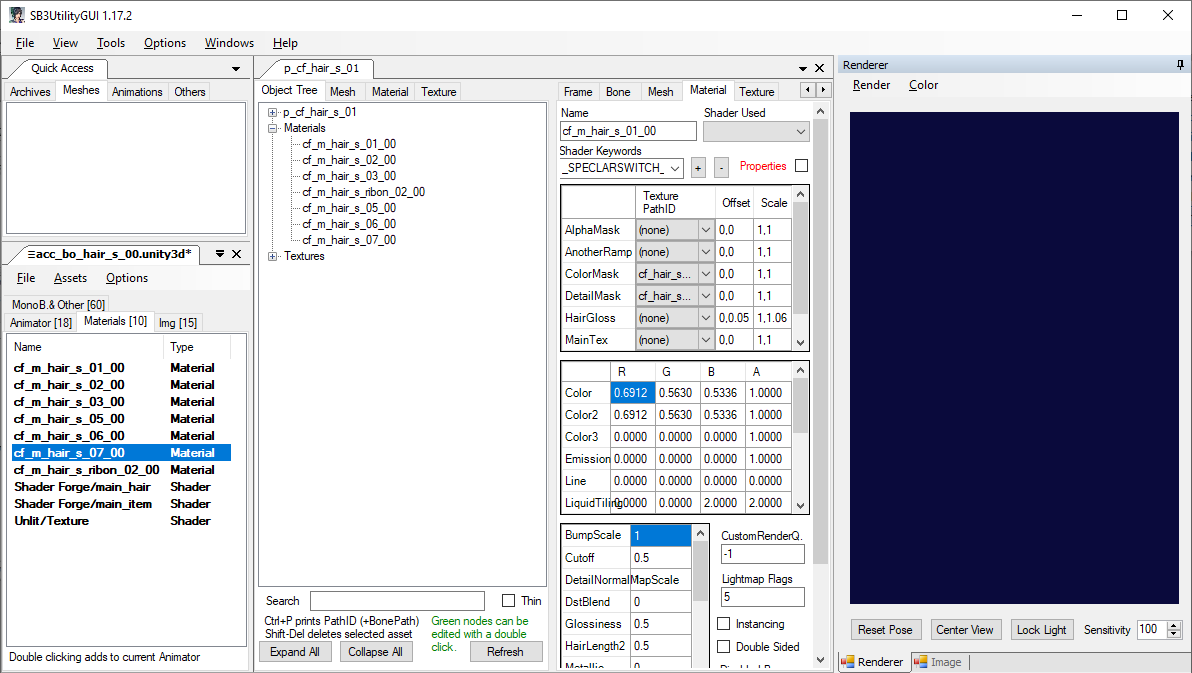 SB3UtilityGUI 1.17.2
File View Tools Options Windows Help
Quick Access
Archives Meshes Animations Others
≡acc_bo_hair_s_00.unity3d*
File Assets Options
MonoB.& Other [60]
Animator [18] Materials [10] Img [15]
Name Type
cf_m_hair_s_01_00 Material
cf_m_hair_s_02_00 Material
cf_m_hair_s_03_00 Material
cf_m_hair_s_05_00 Material
cf_m_hair_s_06_00 Material
cf_m_hair_s_07_00 Material
cf_m_hair_s_ribon_02_00 Material
Shader Forge/main_hair Shader
Shader Forge/main_item Shader
Unlit/Texture Shader
Double clicking adds to current Animator
p_cf_hair_s_01
Object Tree Mesh Material Texture
p_cf_hair_s_01
Materials
cf_m_hair_s_01_00
cf_m_hair_s_02_00
cf_m_hair_s_03_00
cf_m_hair_s_ribon_02_00
cf_m_hair_s_05_00
cf_m_hair_s_06_00
cf_m_hair_s_07_00
Textures
Search Thin
Ctrl+P prints PathID (+BonePath)
Shift-Del deletes selected asset
Green nodes can be
edited with a double
click.
Expand All Collapse All Refresh
Frame Bone Mesh Material Texture
Name Shader Used
cf_m_hair_s_01_00
Shader Keywords
_SPECLARSWITCH_ + - Properties
Texture
PathID Offset Scale
AlphaMask (none) 0,0 1,1
AnotherRamp (none) 0,0 1,1
ColorMask cf_hair_s... 0,0 1,1
DetailMask cf_hair_s... 0,0 1,1
HairGloss (none) 0,0.05 1,1.06
MainTex (none) 0,0 1,1
R G B A
Color 0.6912 0.5630 0.5336 1.0000
Color2 0.6912 0.5630 0.5336 1.0000
Color3 0.0000 0.0000 0.0000 1.0000
Emission 0.0000 0.0000 0.0000 1.0000
Line 0.0000 0.0000 0.0000 0.0000
LiquidTiling 0.0000 0.0000 2.0000 2.0000
BumpScale 1
Cutoff 0.5
DetailNormalMapScale
DstBlend 0
Glossiness 0.5
HairLength2 0.5
Metallic 0
CustomRenderQ.
-1
Lightmap Flags
5
Instancing
Double Sided
Renderer
Render Color
Reset Pose Center View Lock Light Sensitivity 100
Renderer Image